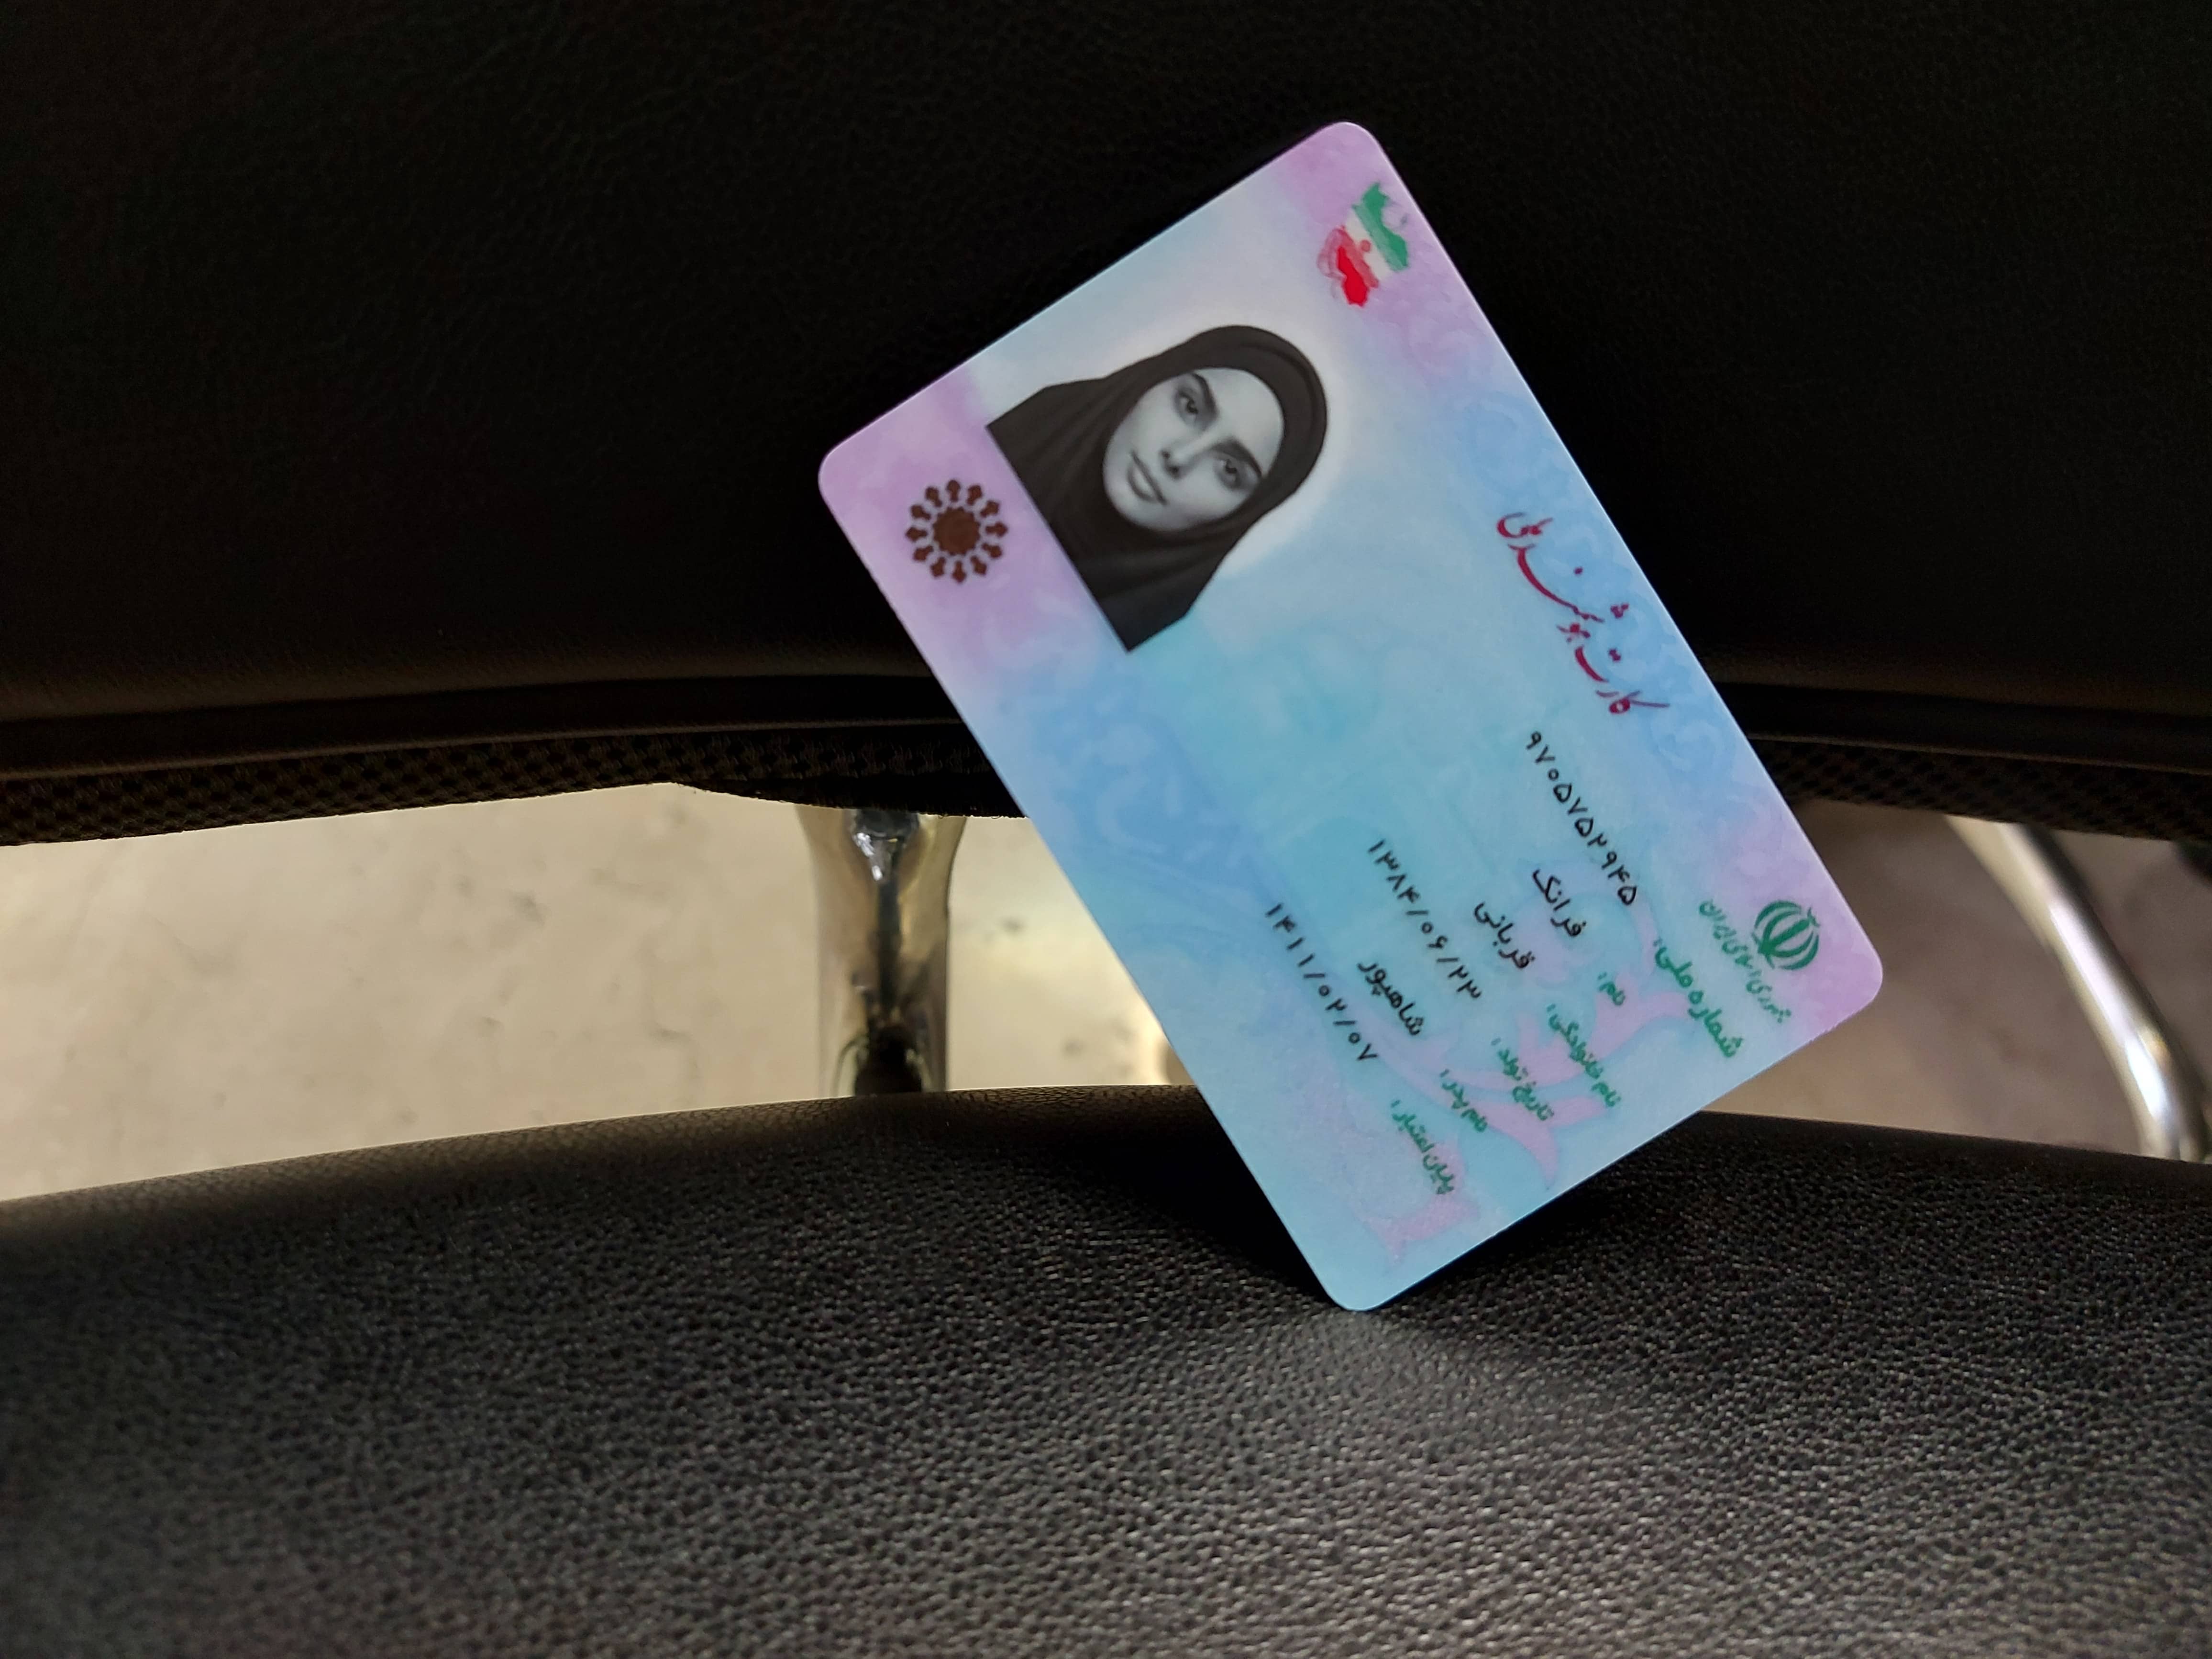 جمهوری اسلامی ایران
کارت هوشمند ملی
شماره ملی: ۹۷۰۵۷۵۲۹۴۵
نام: فرانک
نام خانوادگی: قربانی
تاریخ تولد: ۱۳۸۴/۰۶/۲۳
نام پدر: شاهپور
پایان اعتبار: ۱۴۱۱/۰۲/۰۷